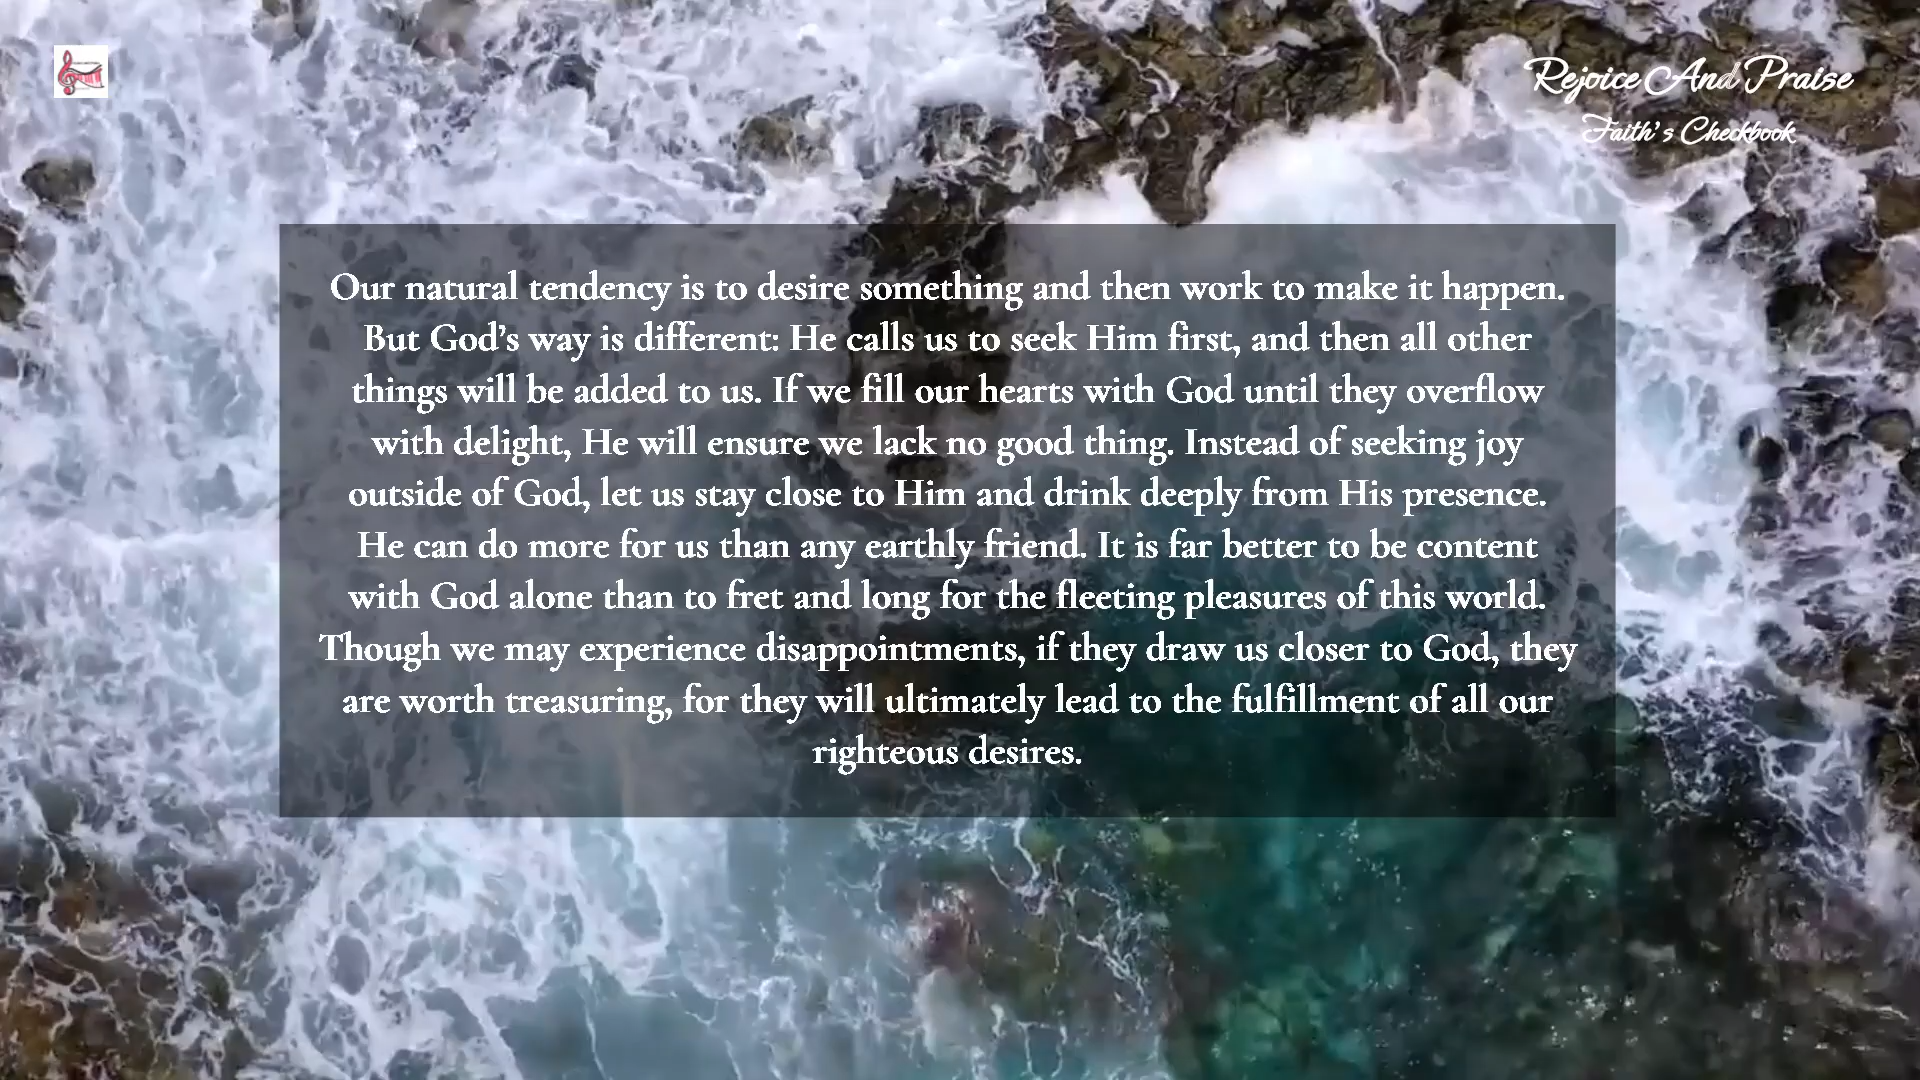 Rejoice And Praise
Faith's Checkbook
Our natural tendency is to desire something and then work to make it happen.
But God's way is different: He calls us to seek Him first, and then all other
things will be added to us. If we fill our hearts with God until they overflow
with delight, He will ensure we lack no good thing. Instead of seeking joy
outside of God, let us stay close to Him and drink deeply from His presence.
He can do more for us than any earthly friend. It is far better to be content
with God alone than to fret and long for the fleeting pleasures of this world.
Though we may experience disappointments, if they draw us closer to God, they
are worth treasuring, for they will ultimately lead to the fulfillment of all our
righteous desires.